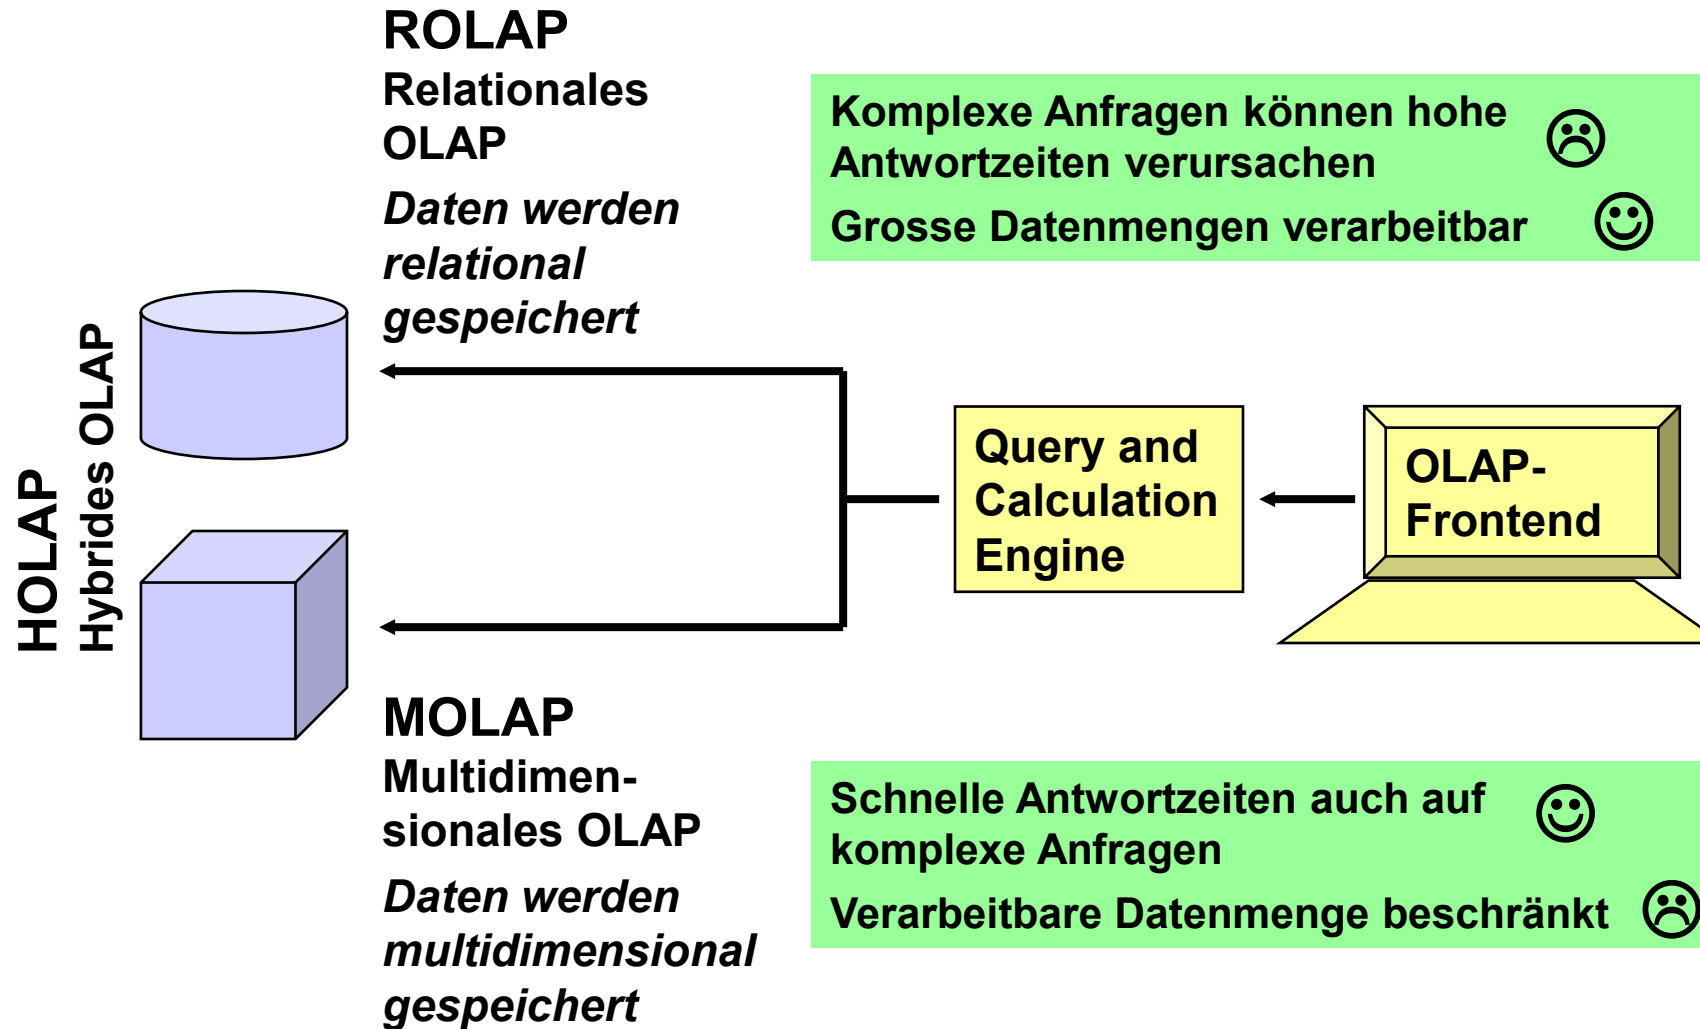 ROLAP
Relationales
OLAP
Daten werden
relational
gespeichert
Komplexe Anfragen können hohe
Antwortzeiten verursachen
Grosse Datenmengen verarbeitbar
HOLAP
Hybrides OLAP
Query and
Calculation
Engine
OLAP-
Frontend
MOLAP
Multidimen-
sionales OLAP
Daten werden
multidimensional
gespeichert
Schnelle Antwortzeiten auch auf
komplexe Anfragen
Verarbeitbare Datenmenge beschränkt